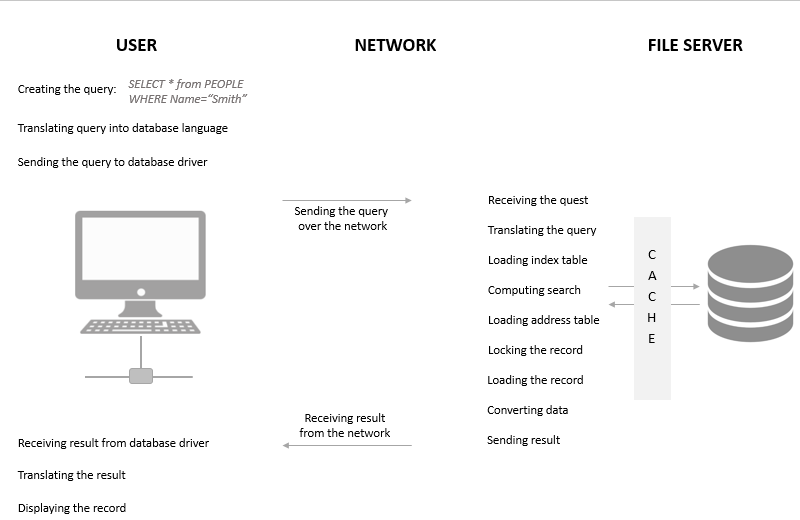 USER
NETWORK
FILE SERVER
Creating the query:
SELECT * from PEOPLE
WHERE Name=“Smith”
Translating query into database language
Sending the query to database driver
Sending the query
over the network
Receiving the quest
Translating the query
Loading index table
Computing search
Loading address table
Locking the record
Loading the record
Converting data
Sending result
C
A
C
H
E
Receiving result
from the network
Receiving result from database driver
Translating the result
Displaying the record